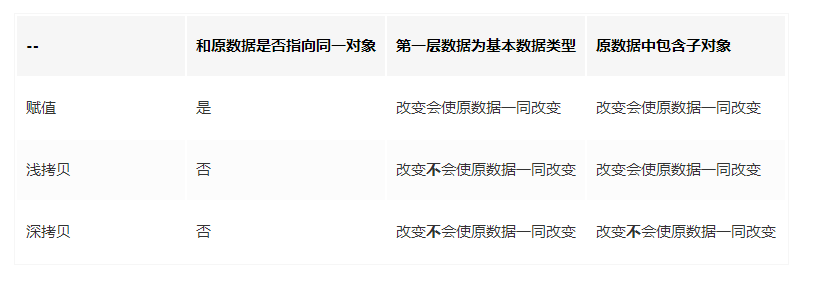 -- 和原数据是否指向同一对象 第一层数据为基本数据类型 原数据中包含子对象
赋值 是 改变会使原数据一同改变 改变会使原数据一同改变
浅拷贝 否 改变不会使原数据一同改变 改变会使原数据一同改变
深拷贝 否 改变不会使原数据一同改变 改变不会使原数据一同改变